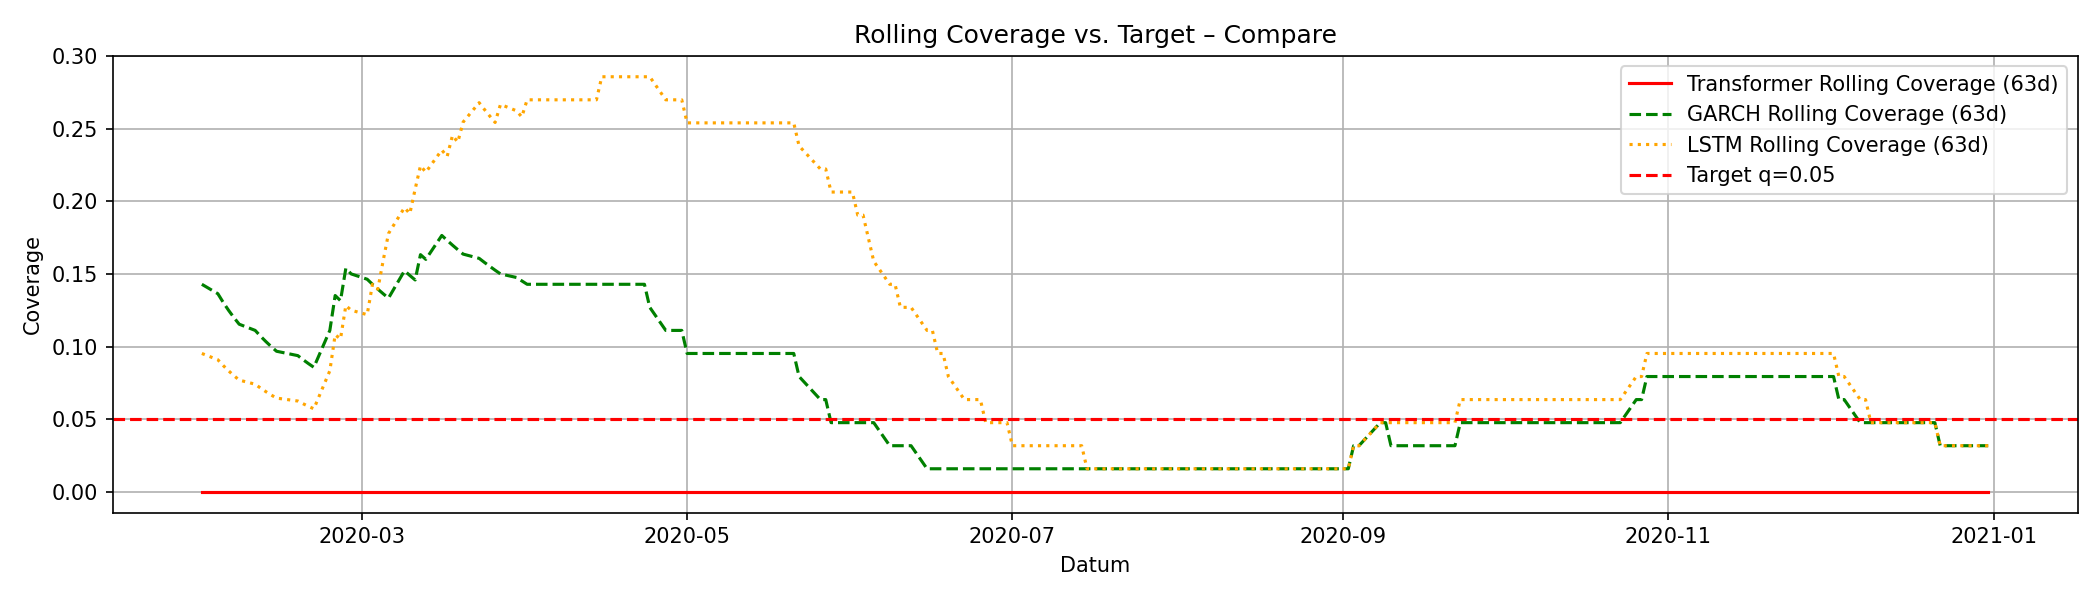 Rolling Coverage vs. Target – Compare
0.30
0.25
0.20
0.15
0.10
0.05
0.00
Coverage
Transformer Rolling Coverage (63d)
GARCH Rolling Coverage (63d)
LSTM Rolling Coverage (63d)
Target q=0.05
2020-03
2020-05
2020-07
2020-09
2020-11
2021-01
Datum